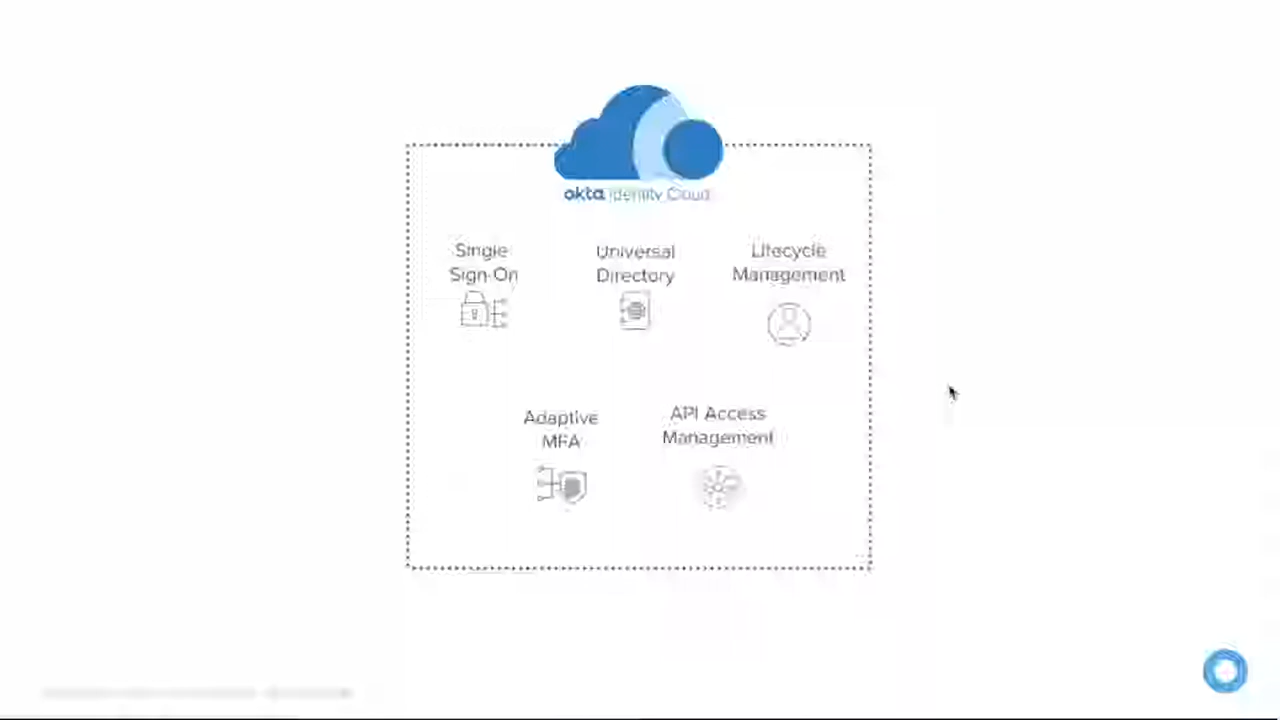 okta Identity Cloud
Single
Sign-On
Universal
Directory
Lifecycle
Management
Adaptive
MFA
API Access
Management